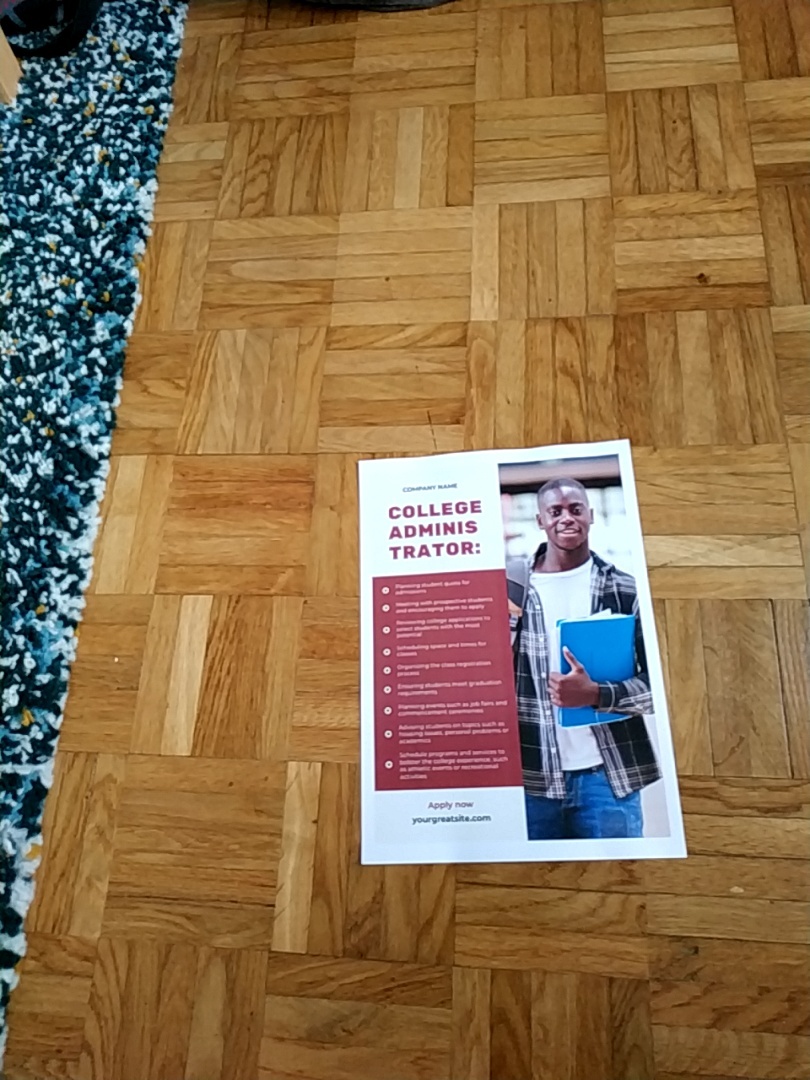 COMPANY NAME
COLLEGE
ADMINIS
TRATOR:
Planning student quota for
admissions
Meeting with prospective students
and encouraging them to apply
Reviewing college applications to
select students with the most
potential
Scheduling space and times for
classes
Organizing the class registration
process
Ensuring students meet graduation
requirements
Planning events such as job fairs and
commencement ceremonies
Advising students on topics such as
housing issues, personal problems or
academics
Schedule programs and services to
bolster the college experience, such
as athletic events or recreational
activities
Apply now
yourgreatsite.com